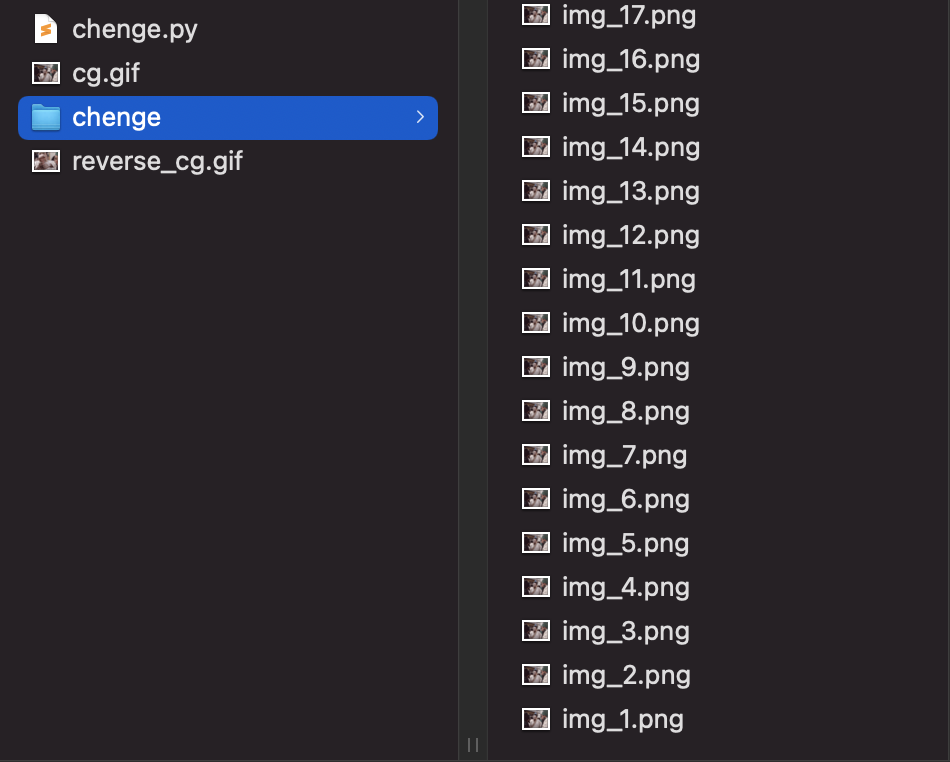 chenge.py
cg.gif
chenge
reverse_cg.gif
img_17.png
img_16.png
img_15.png
img_14.png
img_13.png
img_12.png
img_11.png
img_10.png
img_9.png
img_8.png
img_7.png
img_6.png
img_5.png
img_4.png
img_3.png
img_2.png
img_1.png